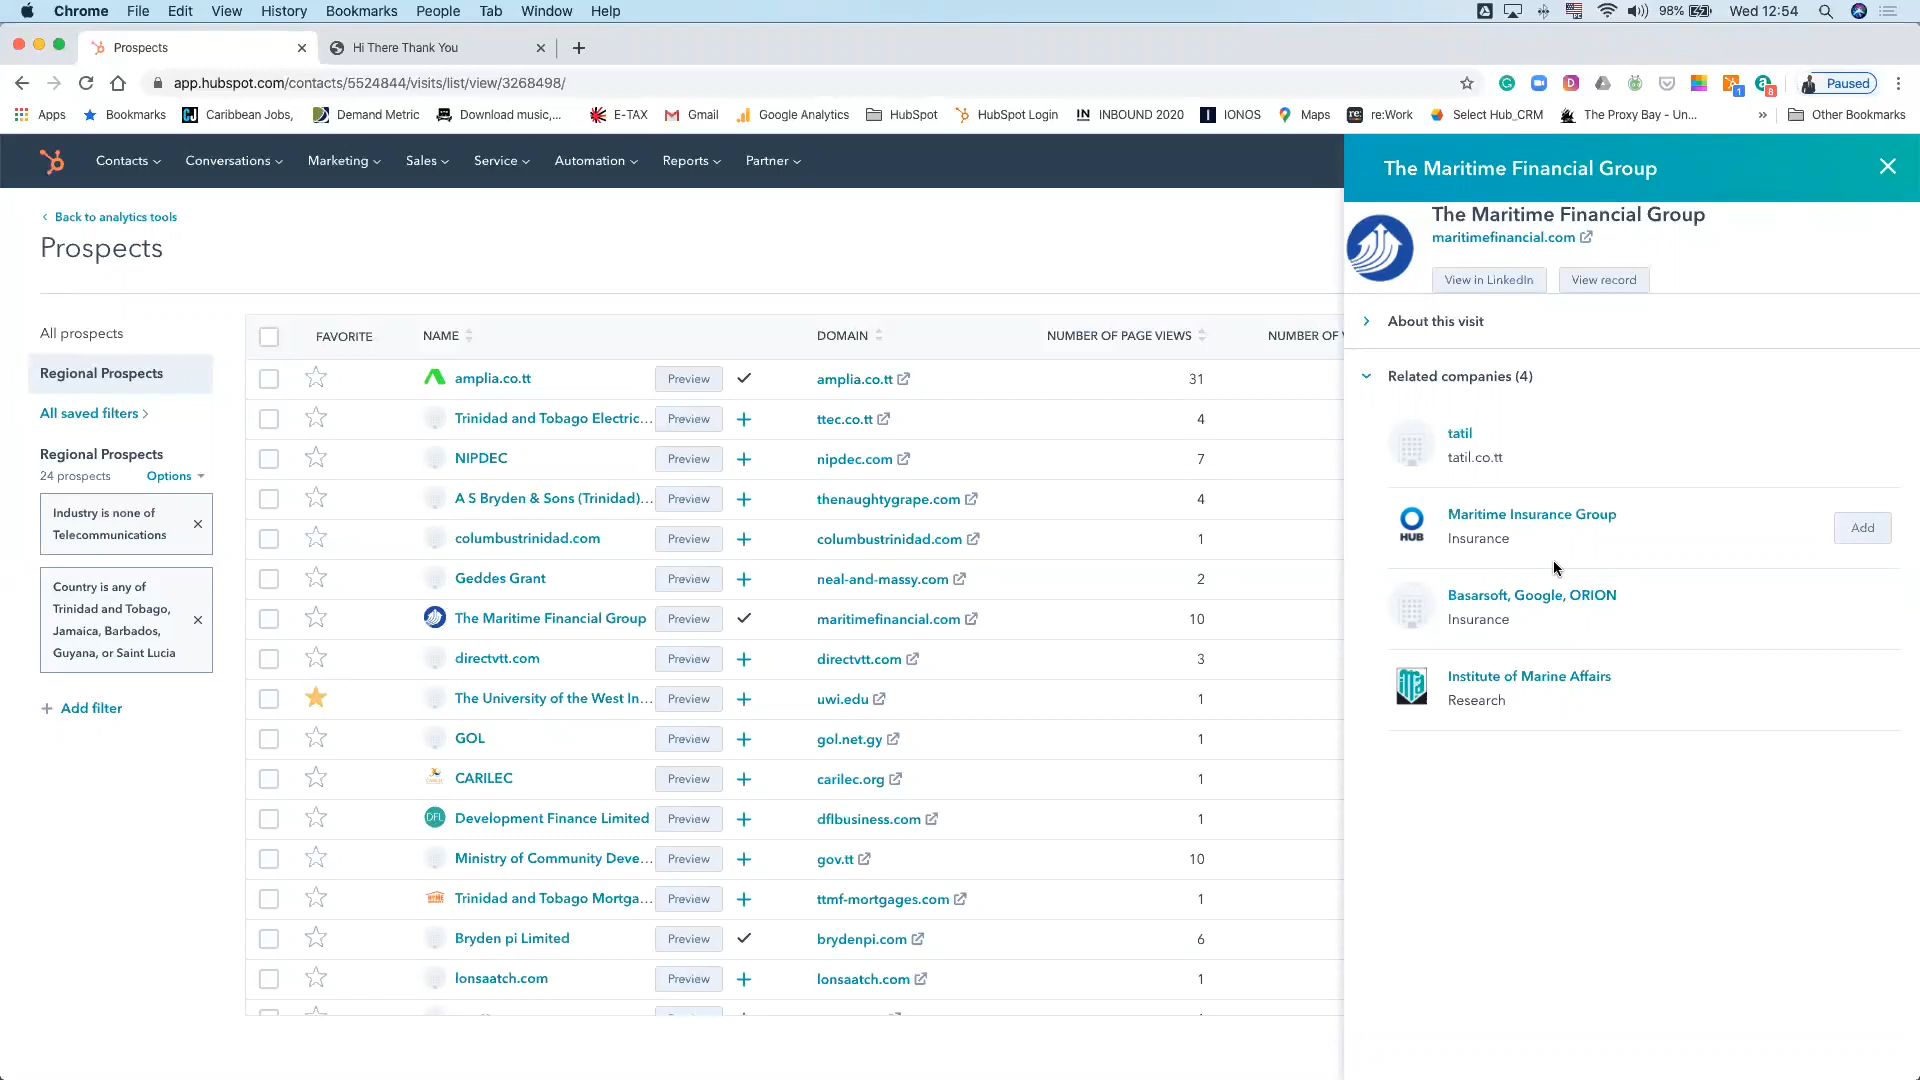 Chrome File Edit View History Bookmarks People Tab Window Help 98% Wed 12:54
Prospects
Hi There Thank You
app.hubspot.com/contacts/5524844/visits/list/view/3268498/
1
8
Paused
Apps Bookmarks Caribbean Jobs, Demand Metric Download music,... E-TAX Gmail Google Analytics HubSpot HubSpot Login IN INBOUND 2020 IONOS Maps re: re:Work Select Hub_CRM The Proxy Bay - Un... » Other Bookmarks
Contacts Conversations Marketing Sales Service Automation Reports Partner
Back to analytics tools
Prospects
All prospects
Regional Prospects
All saved filters
Regional Prospects
24 prospects Options
Industry is none of
Telecommunications
Country is any of
Trinidad and Tobago,
Jamaica, Barbados,
Guyana, or Saint Lucia
+ Add filter
FAVORITE NAME DOMAIN NUMBER OF PAGE VIEWS NUMBER OF
amplia.co.tt Preview amplia.co.tt 31
Trinidad and Tobago Electric... Preview ttec.co.tt 4
NIPDEC Preview nipdec.com 7
A S Bryden & Sons (Trinidad)... Preview thenaughtygrape.com 4
columbustrinidad.com Preview columbustrinidad.com 1
Geddes Grant Preview neal-and-massy.com 2
The Maritime Financial Group Preview maritimefinancial.com 10
directvtt.com Preview directvtt.com 3
The University of the West In... Preview uwi.edu 1
GOL Preview gol.net.gy 1
CARILEC Preview carilec.org 1
DFL Development Finance Limited Preview dflbusiness.com 1
Ministry of Community Deve... Preview gov.tt 10
Trinidad and Tobago Mortga... Preview ttmf-mortgages.com 1
Bryden pi Limited Preview brydenpi.com 6
lonsaatch.com Preview lonsaatch.com 1
The Maritime Financial Group
The Maritime Financial Group
maritimefinancial.com
View in LinkedIn View record
About this visit
Related companies (4)
tatil
tatil.co.tt
HUB
Maritime Insurance Group
Insurance
Add
Basarsoft, Google, ORION
Insurance
Institute of Marine Affairs
Research